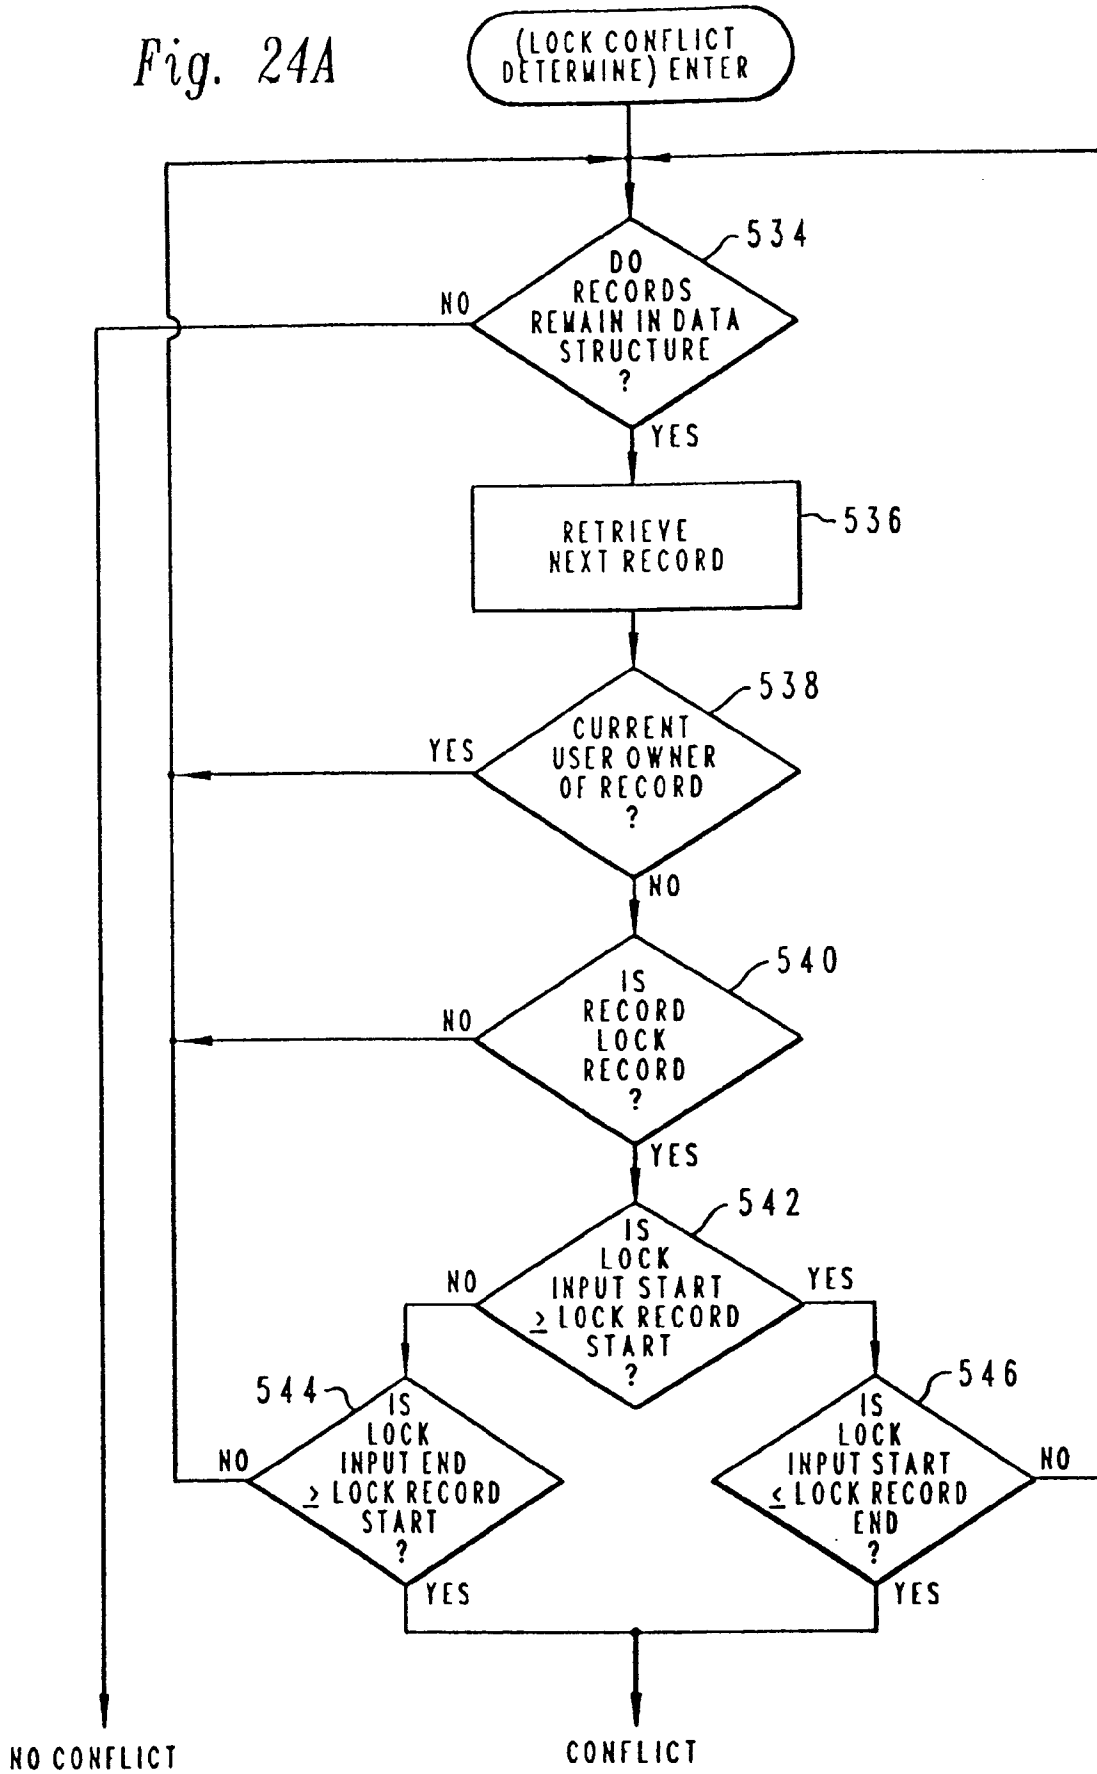 Fig. 24A
(LOCK CONFLICT
DETERMINE) ENTER
534
DO
RECORDS
REMAIN IN DATA
STRUCTURE
?
NO
YES
536
RETRIEVE
NEXT RECORD
538
CURRENT
USER OWNER
OF RECORD
?
YES
NO
540
IS
RECORD
LOCK
RECORD
?
NO
YES
542
IS
LOCK
INPUT START
≥ LOCK RECORD
START
?
NO
YES
544
IS
LOCK
INPUT END
≥ LOCK RECORD
START
?
NO
YES
546
IS
LOCK
INPUT START
≤ LOCK RECORD
END
?
NO
YES
NO CONFLICT
CONFLICT